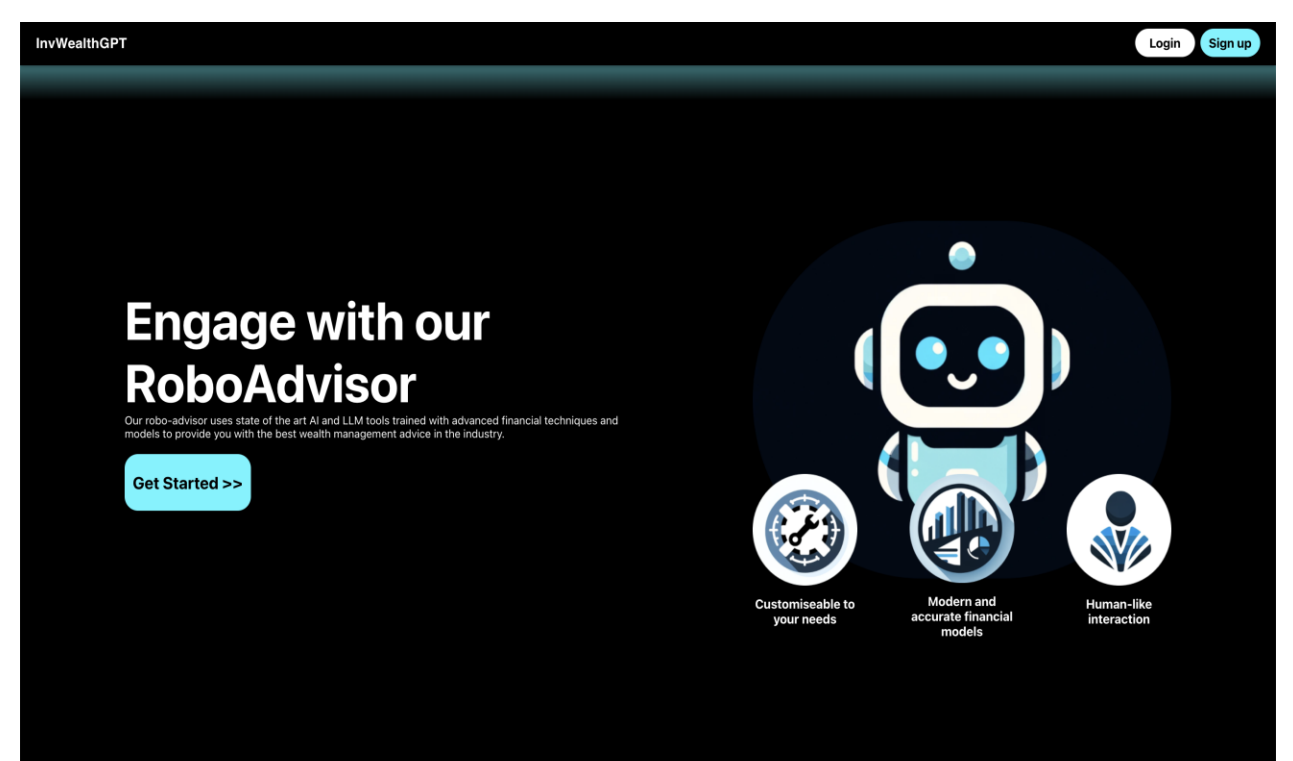 InvWealthGPT
Login
Sign up
Engage with our
RoboAdvisor
Our robo-advisor uses state of the art AI and LLM tools trained with advanced financial techniques and
models to provide you with the best wealth management advice in the industry.
Get Started >>
Customiseable to
your needs
Modern and
accurate financial
models
Human-like
interaction